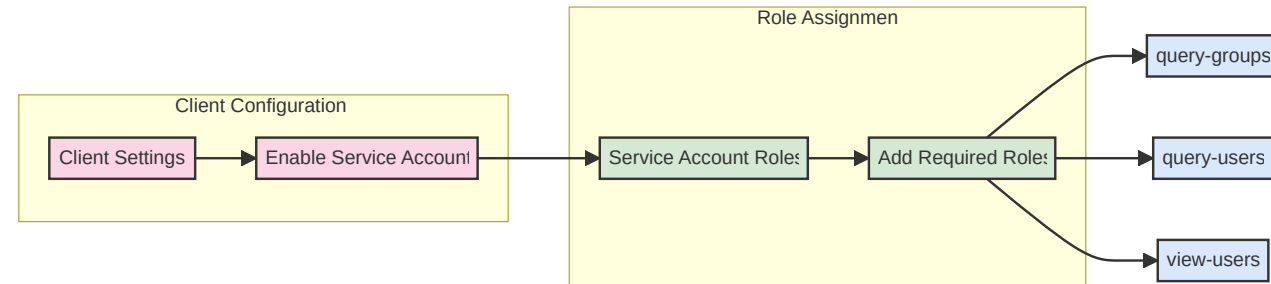 Role Assignmen
Client Configuration
Client Settings
Enable Service Account
Service Account Roles
Add Required Roles
query-groups
query-users
view-users